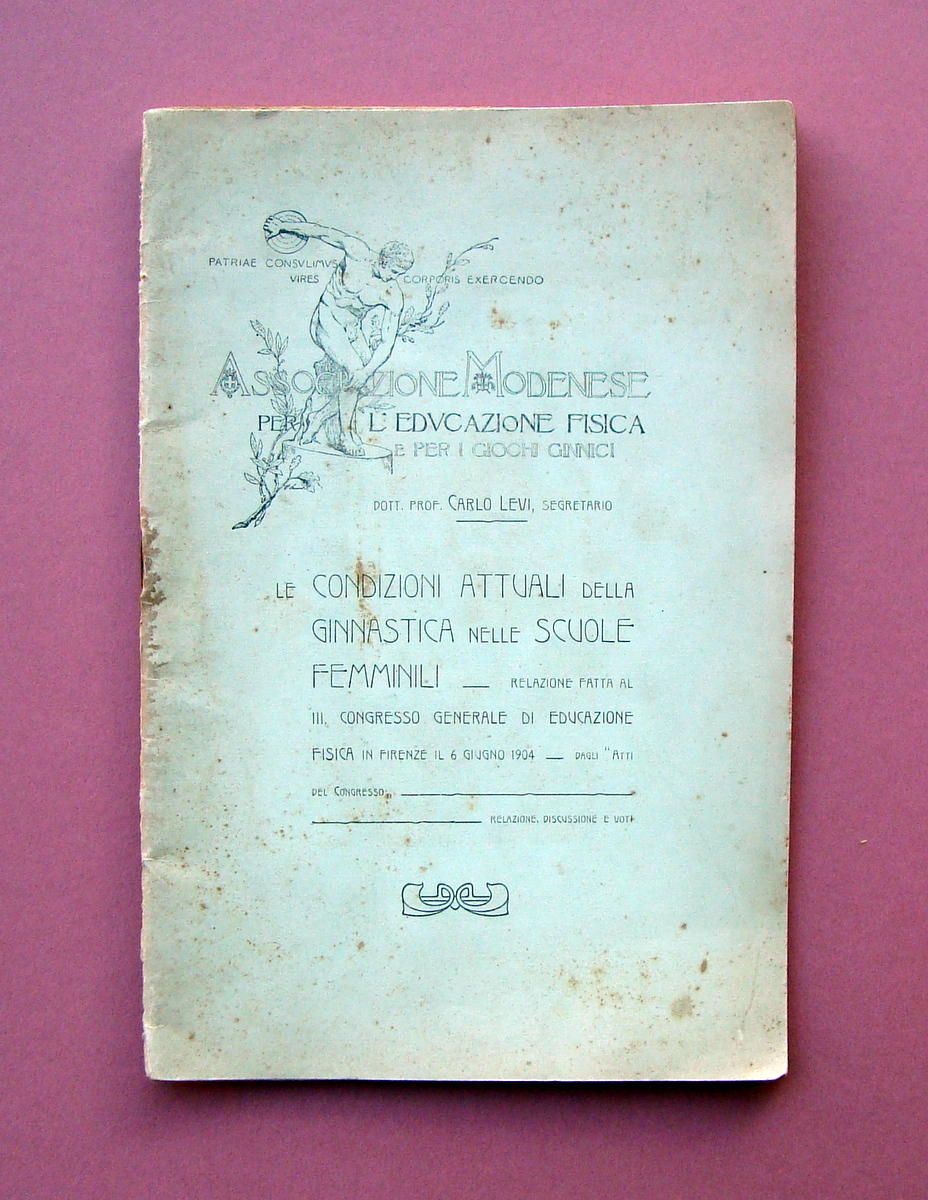 PATRIAE CONSVLIMVS
VIRES CORPORIS EXERCENDO
ASSOCIAZIONE MODENESE
PER L'EDVCAZIONE FISICA
E PER I GIOCHI GINNICI
DOTT. PROF. CARLO LEVI, SEGRETARIO
LE CONDIZIONI ATTUALI DELLA
GINNASTICA NELLE SCUOLE
FEMMINILI — RELAZIONE FATTA AL
III. CONGRESSO GENERALE DI EDUCAZIONE
FISICA IN FIRENZE IL 6 GIUGNO 1904 — DAGLI "ATTI
DEL CONGRESSO„
RELAZIONE, DISCUSSIONE E VOTI